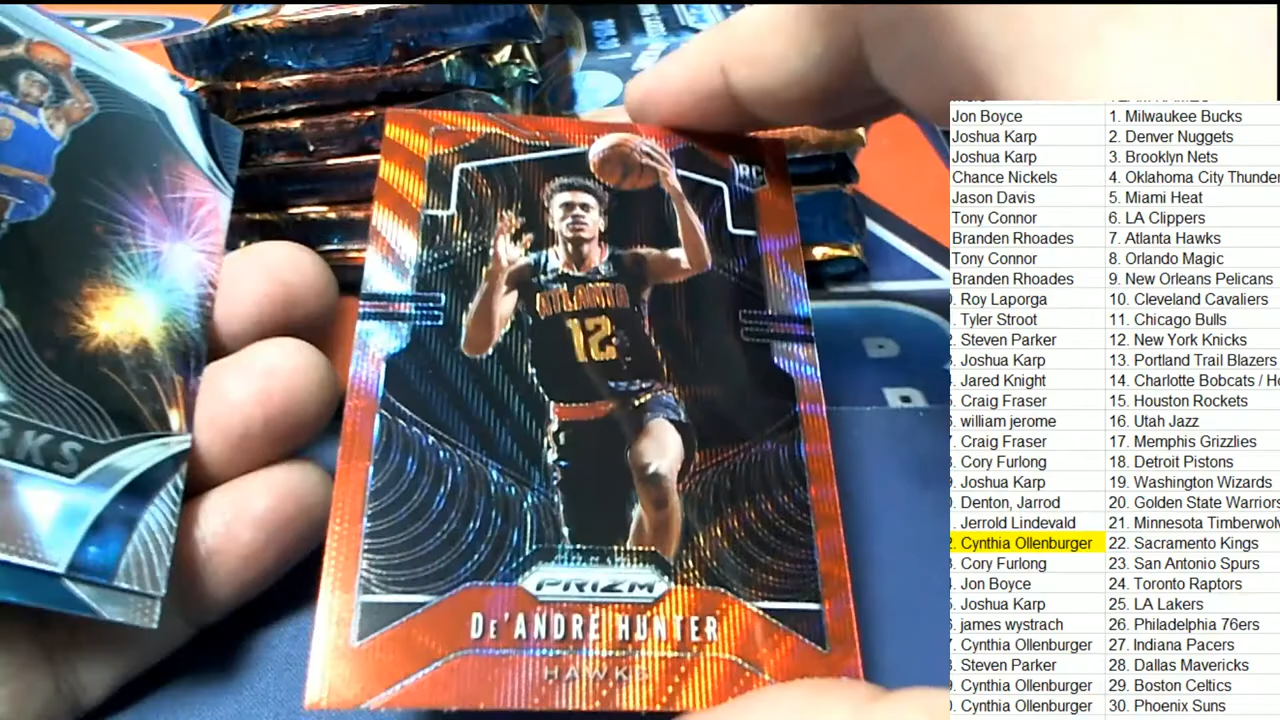 RC
ATLANTA
12
PRIZM
DE'ANDRE HUNTER
HAWKS
RKS
Jon Boyce 1. Milwaukee Bucks
Joshua Karp 2. Denver Nuggets
Joshua Karp 3. Brooklyn Nets
Chance Nickels 4. Oklahoma City Thunder
Jason Davis 5. Miami Heat
Tony Connor 6. LA Clippers
Branden Rhoades 7. Atlanta Hawks
Tony Connor 8. Orlando Magic
Branden Rhoades 9. New Orleans Pelicans
. Roy Laporga 10. Cleveland Cavaliers
. Tyler Stroot 11. Chicago Bulls
. Steven Parker 12. New York Knicks
. Joshua Karp 13. Portland Trail Blazers
. Jared Knight 14. Charlotte Bobcats / Ho
. Craig Fraser 15. Houston Rockets
. william jerome 16. Utah Jazz
. Craig Fraser 17. Memphis Grizzlies
. Cory Furlong 18. Detroit Pistons
. Joshua Karp 19. Washington Wizards
. Denton, Jarrod 20. Golden State Warriors
. Jerrold Lindevald 21. Minnesota Timberwol
2. Cynthia Ollenburger 22. Sacramento Kings
. Cory Furlong 23. San Antonio Spurs
. Jon Boyce 24. Toronto Raptors
. Joshua Karp 25. LA Lakers
. james wystrach 26. Philadelphia 76ers
. Cynthia Ollenburger 27. Indiana Pacers
. Steven Parker 28. Dallas Mavericks
. Cynthia Ollenburger 29. Boston Celtics
. Cynthia Ollenburger 30. Phoenix Suns